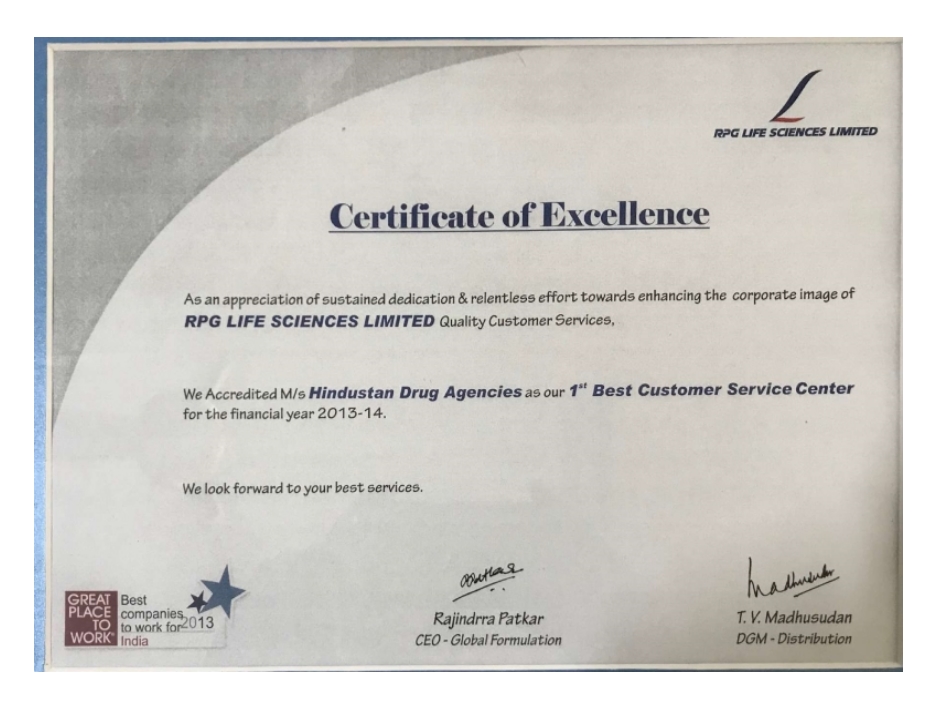 RPG LIFE SCIENCES LIMITED
Certificate of Excellence
As an appreciation of sustained dedication & relentless effort towards enhancing the corporate image of
RPG LIFE SCIENCES LIMITED Quality Customer Services,
We Accredited M/s Hindustan Drug Agencies as our 1st Best Customer Service Center
for the financial year 2013-14.
We look forward to your best services.
GREAT
PLACE
TO
WORK®
Best
companies
to work for 2013
India
Rajindrra Patkar
CEO - Global Formulation
Madhusudan
T. V. Madhusudan
DGM - Distribution